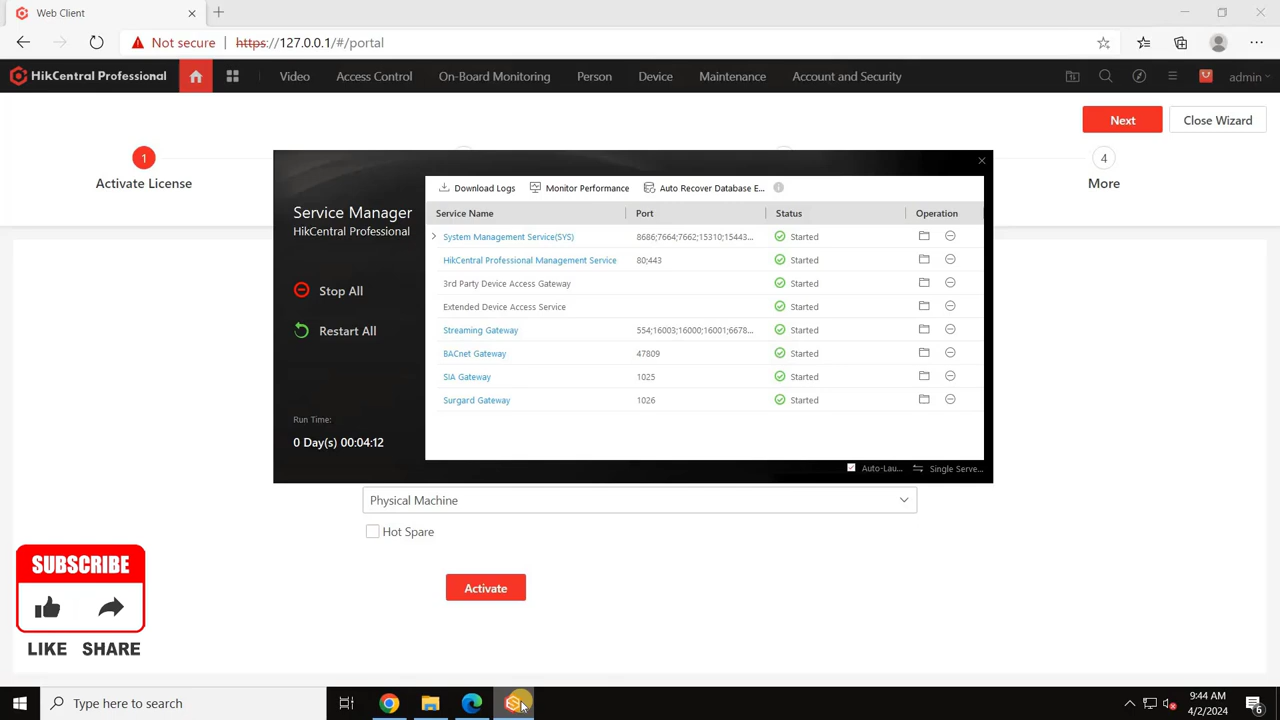 Web Client
Not secure https://127.0.0.1/#/portal
HikCentral Professional Video Access Control On-Board Monitoring Person Device Maintenance Account and Security admin
Next Close Wizard
1 4
Activate License More
Service Manager
HikCentral Professional
Stop All
Restart All
Run Time:
0 Day(s) 00:04:12
Download Logs Monitor Performance Auto Recover Database E...
Service Name Port Status Operation
System Management Service(SYS) 8686;7664;7662;15310;15443... Started
HikCentral Professional Management Service 80;443 Started
3rd Party Device Access Gateway Started
Extended Device Access Service Started
Streaming Gateway 554;16003;16000;16001;6678... Started
BACnet Gateway 47809 Started
SIA Gateway 1025 Started
Surgard Gateway 1026 Started
Auto-Lau... Single Serve...
Physical Machine
Hot Spare
Activate
SUBSCRIBE
LIKE SHARE
Type here to search
9:44 AM
4/2/2024
6